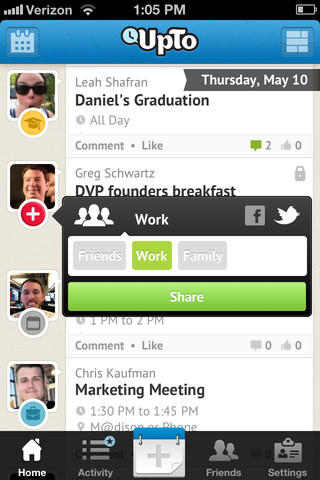 Verizon 1:05 PM
UpTo
Leah Shafran
Thursday, May 10
Daniel's Graduation
All Day
Comment • Like 2 0
Greg Schwartz
DVP founders breakfast
Work
Friends Work Family
Share
1 PM to 2 PM
Comment • Like 0 0
Chris Kaufman
Marketing Meeting
1:30 PM to 1:45 PM
M@dison or Phone
Home Activity Friends Settings